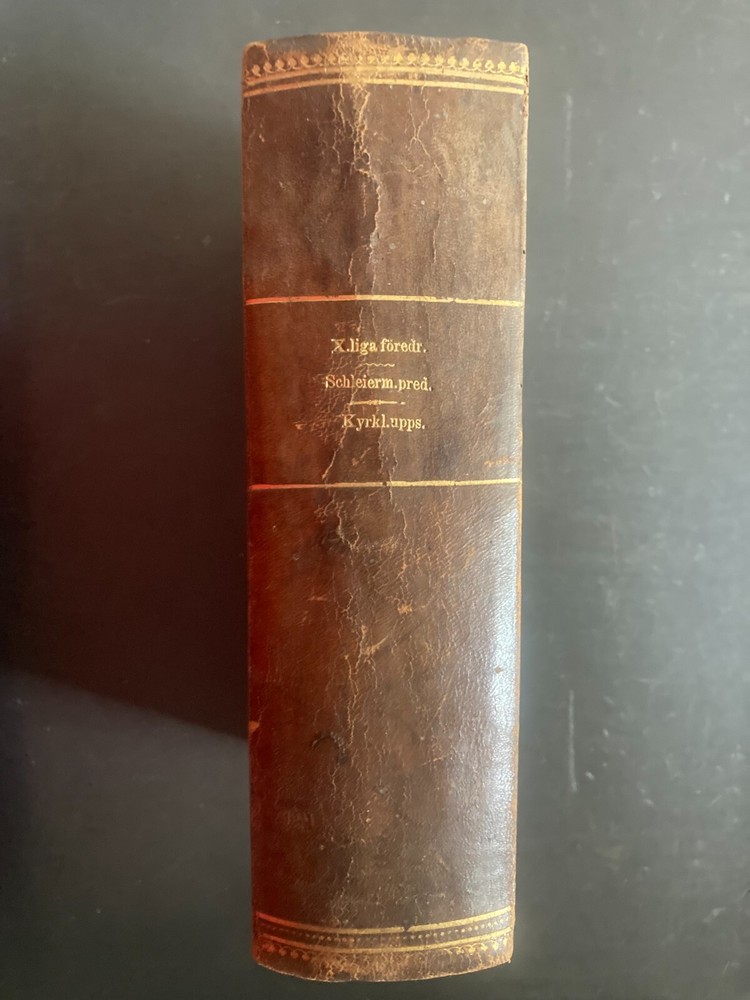 X.liga föredr.
Schleierm.pred.
Kyrkl.upps.